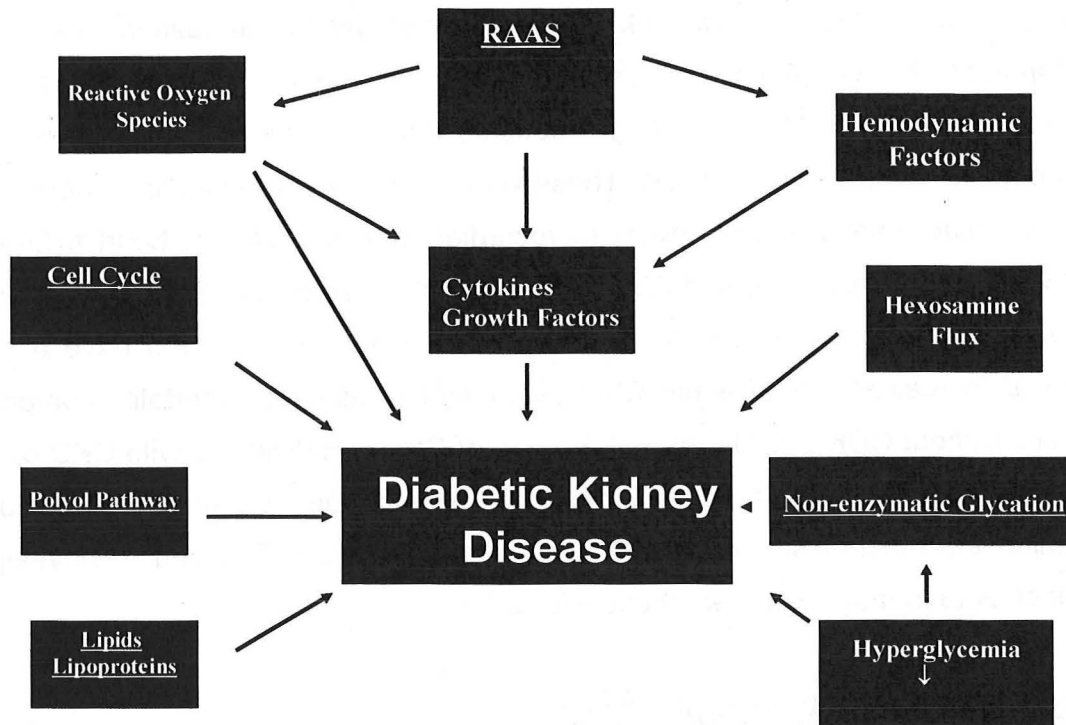 RAAS
Reactive Oxygen
Species
Hemodynamic
Factors
Cell Cycle
Cytokines
Growth Factors
Hexosamine
Flux
Polyol Pathway
Diabetic Kidney
Disease
Non-enzymatic Glycation
Lipids
Lipoproteins
Hyperglycemia
↓